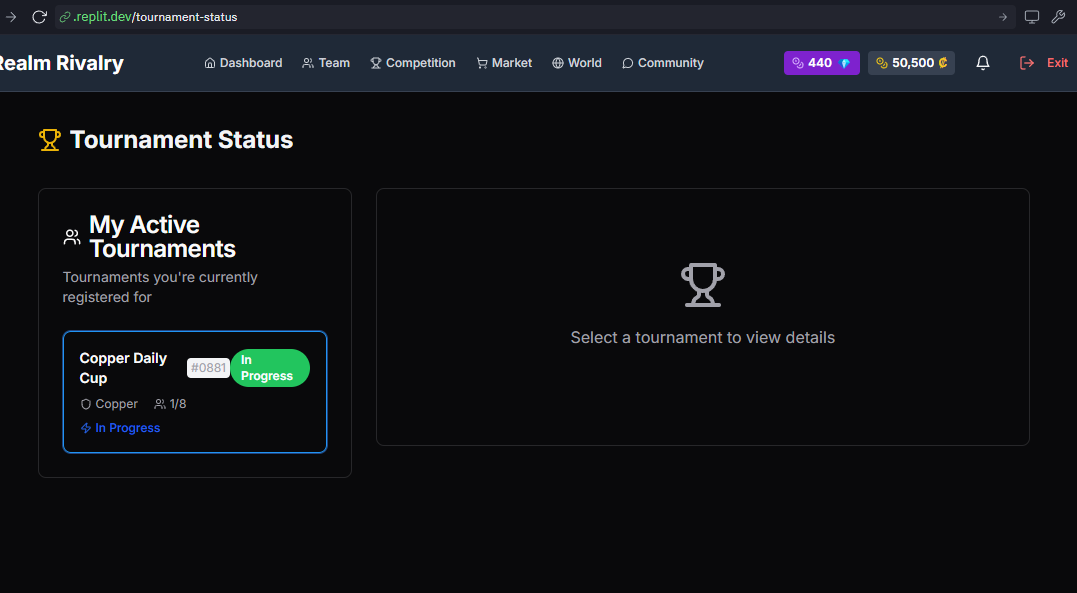 .replit.dev/tournament-status
Realm Rivalry
Dashboard
Team
Competition
Market
World
Community
440
50,500 ₡
Exit
Tournament Status
My Active
Tournaments
Tournaments you're currently
registered for
Copper Daily
Cup
#0881
In
Progress
Copper
1/8
In Progress
Select a tournament to view details